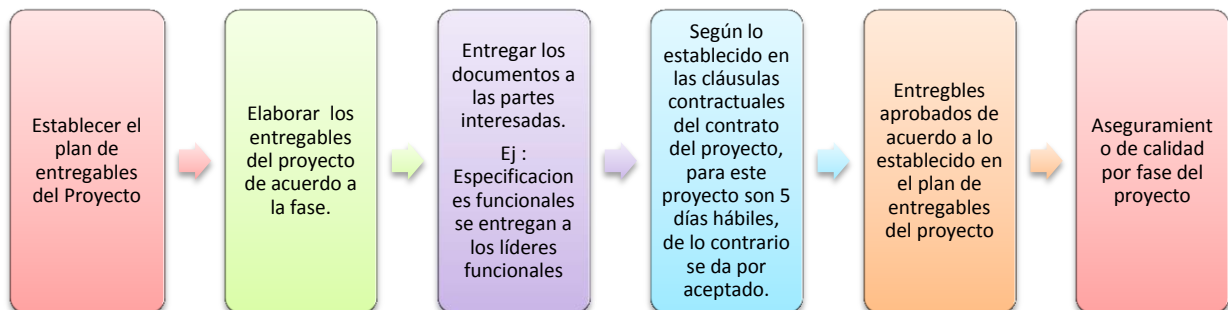 Establecer el
plan de
entregables
del Proyecto
Elaborar los
entregables
del proyecto
de acuerdo a
la fase.
Entregar los
documentos a
las partes
interesadas.
Ej :
Especificacion
es funcionales
se entregan a
los líderes
funcionales
Según lo
establecido en
las cláusulas
contractuales
del contrato
del proyecto,
para este
proyecto son 5
días hábiles,
de lo contrario
se da por
aceptado.
Entregbles
aprobados de
acuerdo a lo
establecido en
el plan de
entregables
del proyecto
Aseguramient
o de calidad
por fase del
proyecto